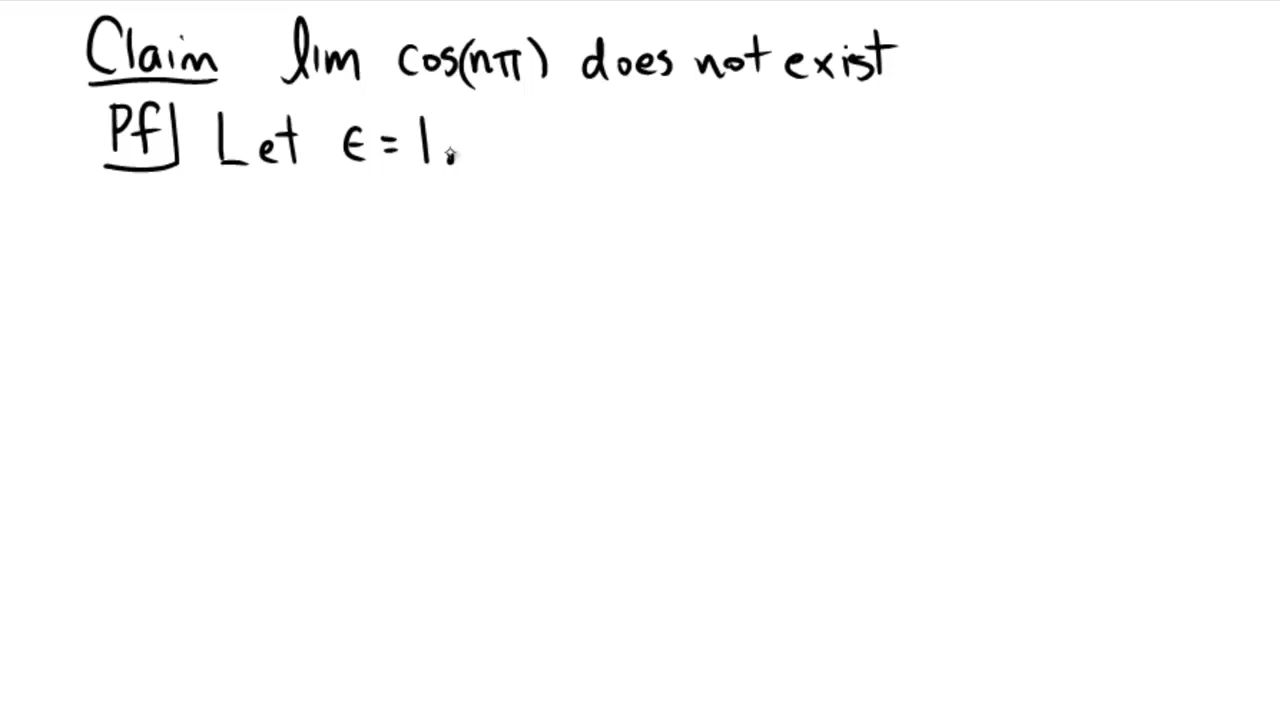 Claim lim cos(nπ) does not exist
Pf] Let ϵ = 1.